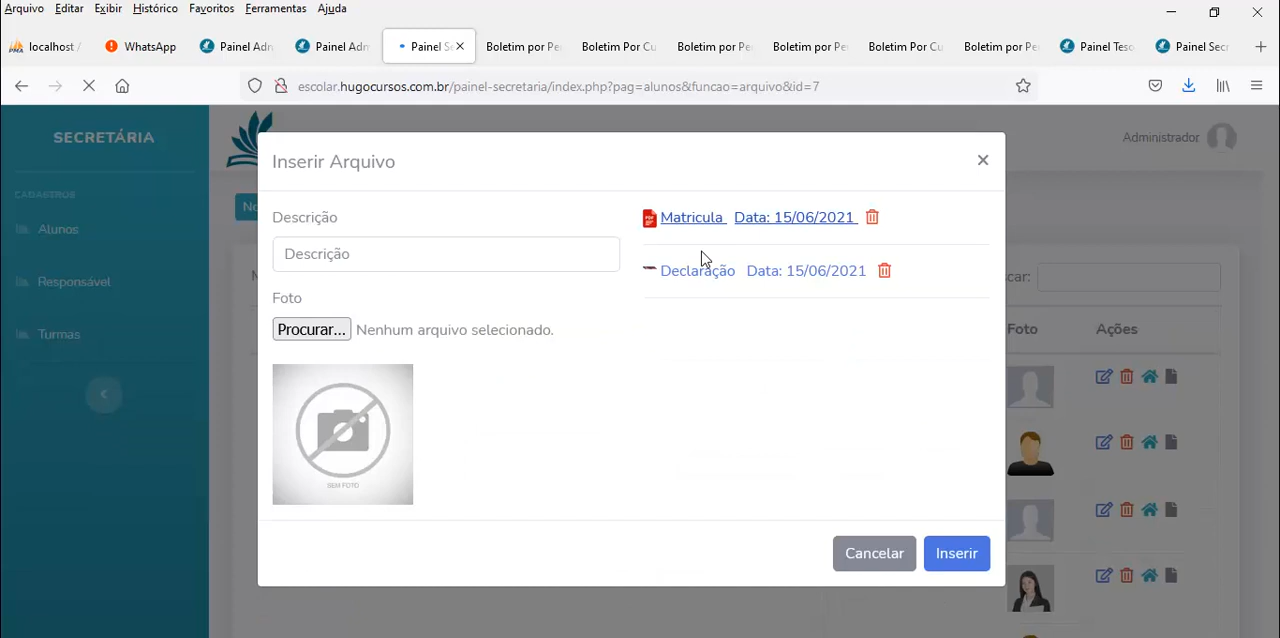 Arquivo Editar Exibir Histórico Favoritos Ferramentas Ajuda
localhost / WhatsApp Painel Adm Painel Adm Painel Se Boletim por Pe Boletim Por Cu Boletim por Pe Boletim por Pe Boletim Por Cu Boletim por Pe Painel Teso Painel Secr
escolar.hugocursos.com.br/painel-secretaria/index.php?pag=alunos&funcao=arquivo&id=7
SECRETÁRIA
Administrador
CADASTROS
Alunos
Responsável
Turmas
No
Inserir Arquivo
Descrição
Descrição
Foto
Procurar... Nenhum arquivo selecionado.
SEM FOTO
Matricula Data: 15/06/2021
Declaração Data: 15/06/2021
Cancelar Inserir
M
scar:
Foto Ações